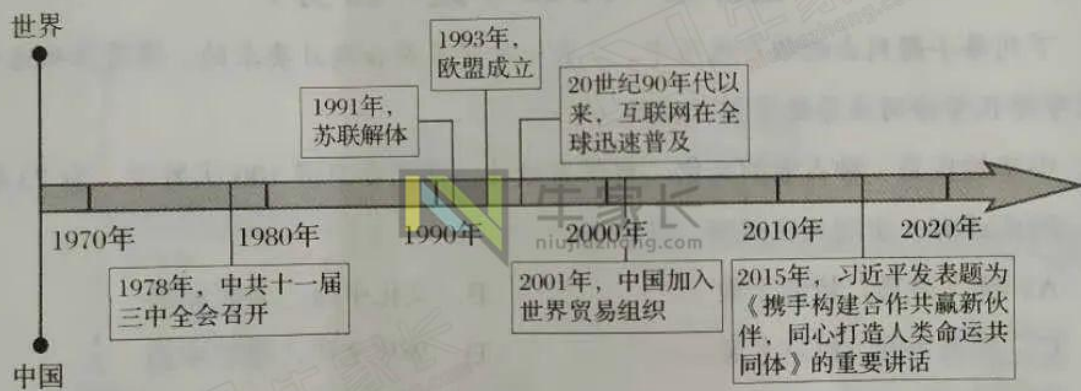 世界
1993年，
欧盟成立
1991年，
苏联解体
20世纪90年代以
来，互联网在全
球迅速普及
牛家长
niujiazhang.com
1970年
1980年
1990年
2000年
2010年
2020年
1978年，中共十一届
三中全会召开
2001年，中国加入
世界贸易组织
2015年，习近平发表题为
《携手构建合作共赢新伙
伴，同心打造人类命运共
同体》的重要讲话
中国